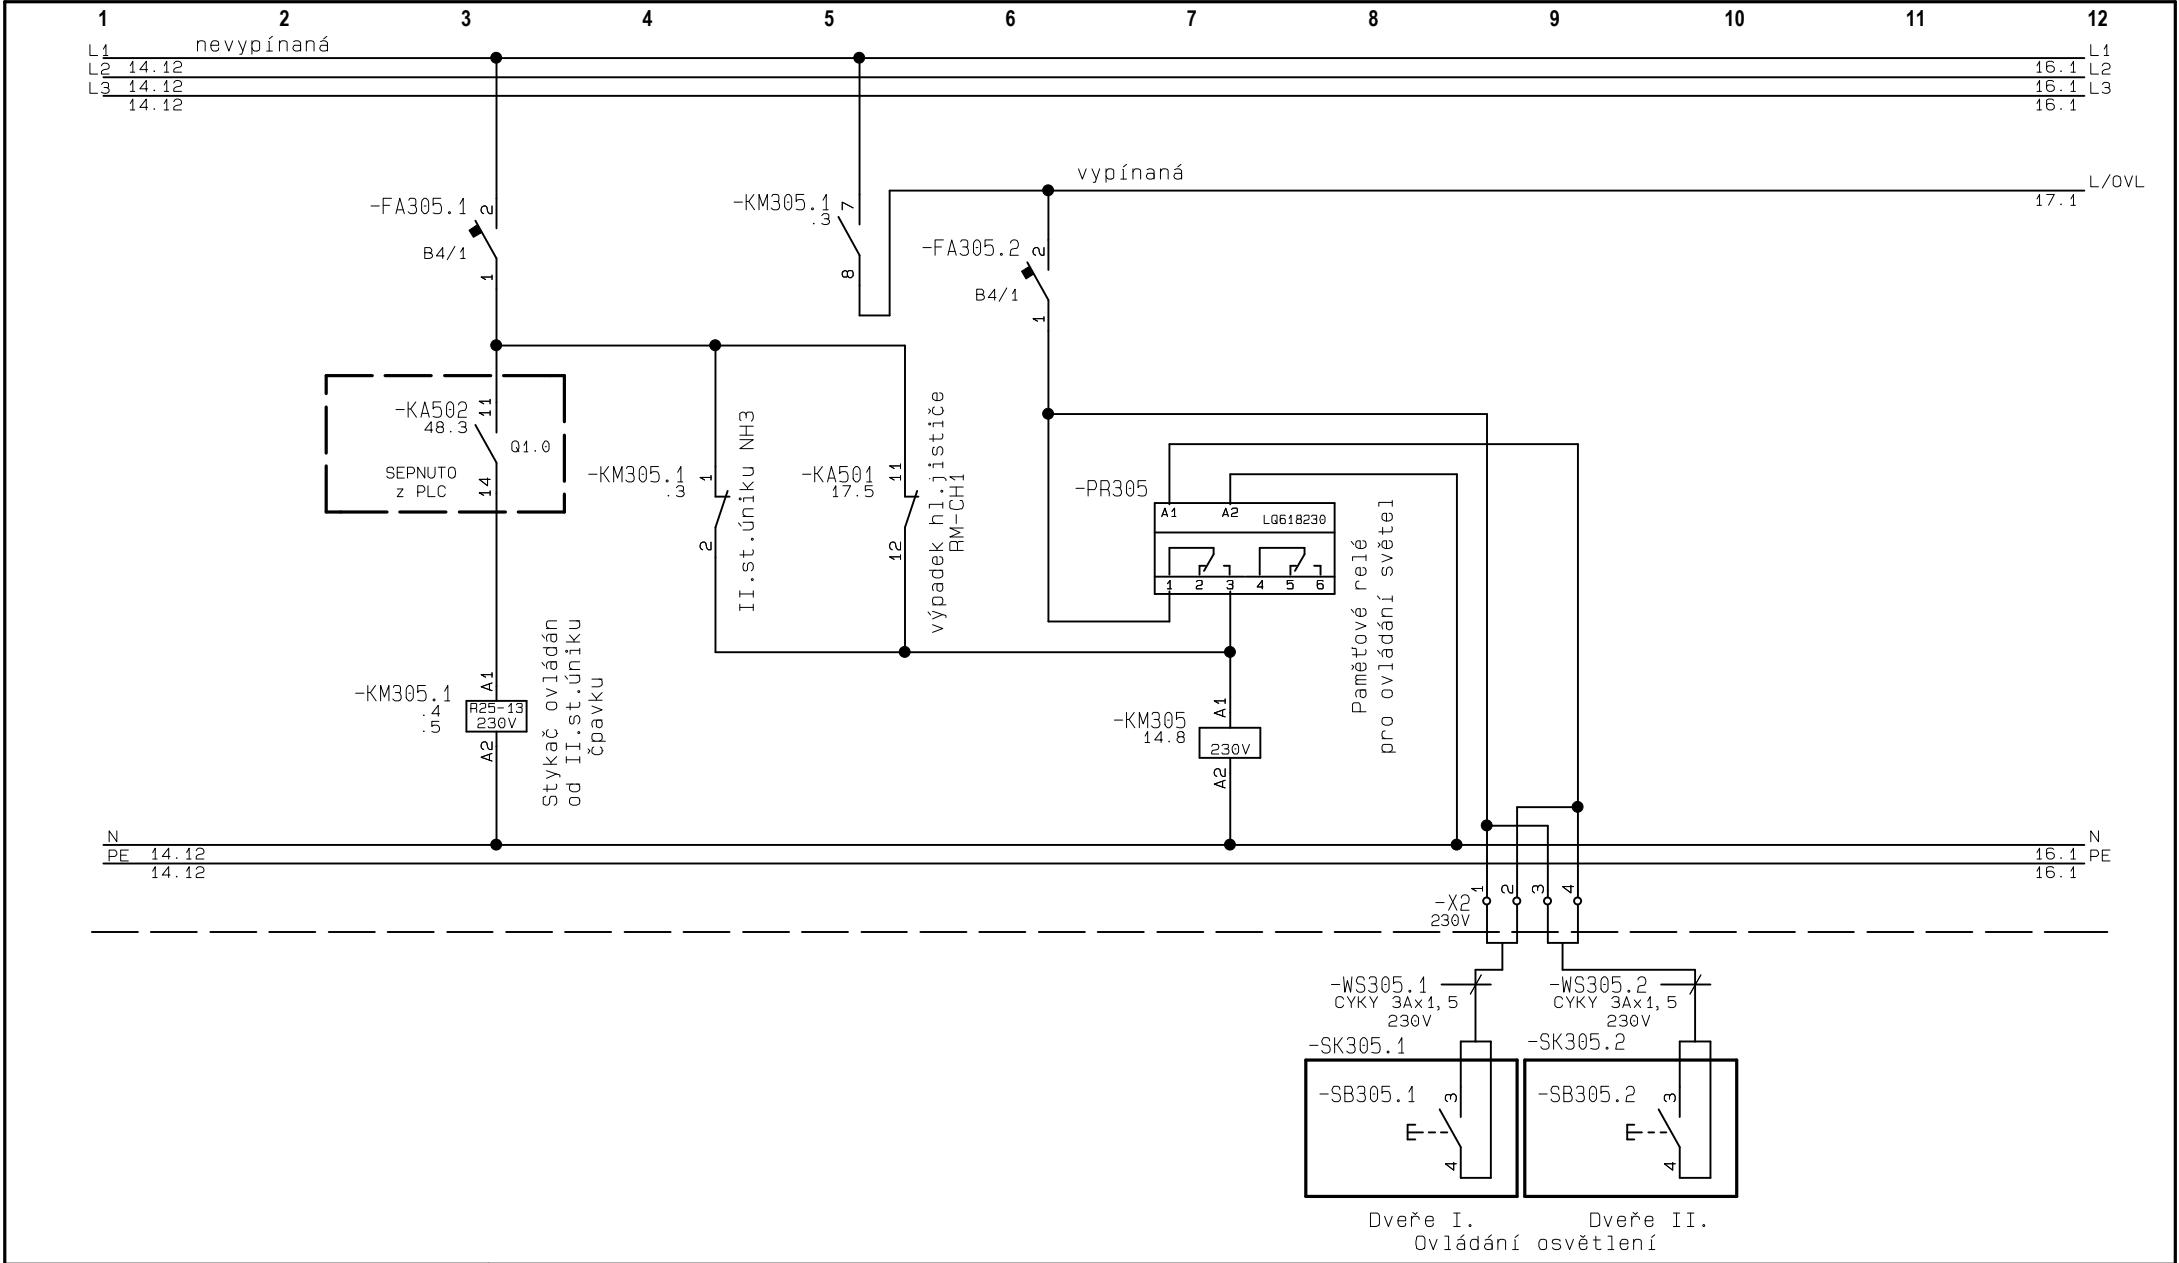 1 2 3 4 5 6 7 8 9 10 11 12
nevypínaná
L1 L1
L2 14.12 16.1 L2
L3 14.12 16.1 L3
14.12 16.1
vypínaná
L/OVL
17.1
-FA305.1 2
B4/1
1
-KM305.1 7
.3
8
-FA305.2 2
B4/1
1
-KA502 11
48.3
Q1.0
SEPNUTO
z PLC 14
-KM305.1 1
.3
2
II.st.úniku NH3
-KA501 11
17.5
12
výpadek hl.jističe
RM-CH1
-PR305
A1 A2 LQ618230
1 2 3 4 5 6
Paměťové relé
pro ovládání světel
-KM305.1 A1
.4
.5
R25-13
230V
A2
Stykač ovládán
od II.st.úniku
čpavku
-KM305 A1
14.8
230V
A2
N N
PE 14.12 16.1 PE
14.12 16.1
-X2 1 2 3 4
230V
-WS305.1
CYKY 3Ax1,5
230V
-WS305.2
CYKY 3Ax1,5
230V
-SK305.1
-SK305.2
-SB305.1 3
4
-SB305.2 3
4
Dveře I. Dveře II.
Ovládání osvětlení